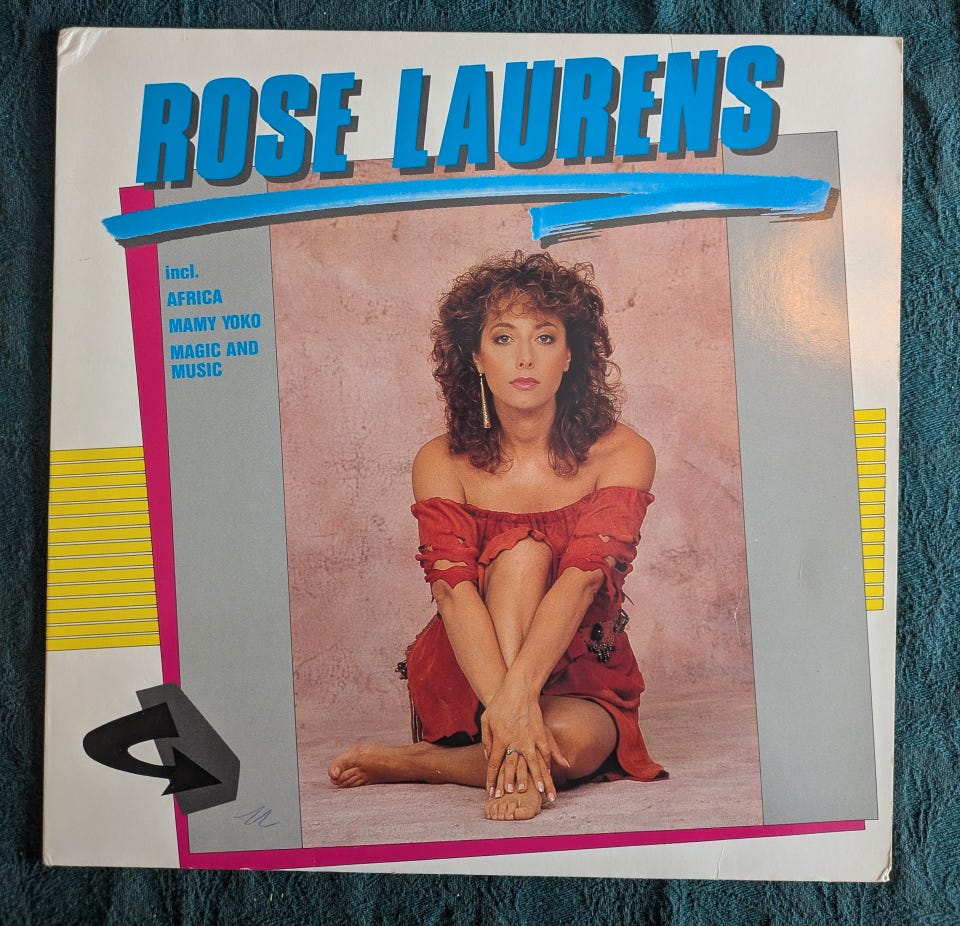 ROSE LAURENS
incl.
AFRICA
MAMY YOKO
MAGIC AND
MUSIC